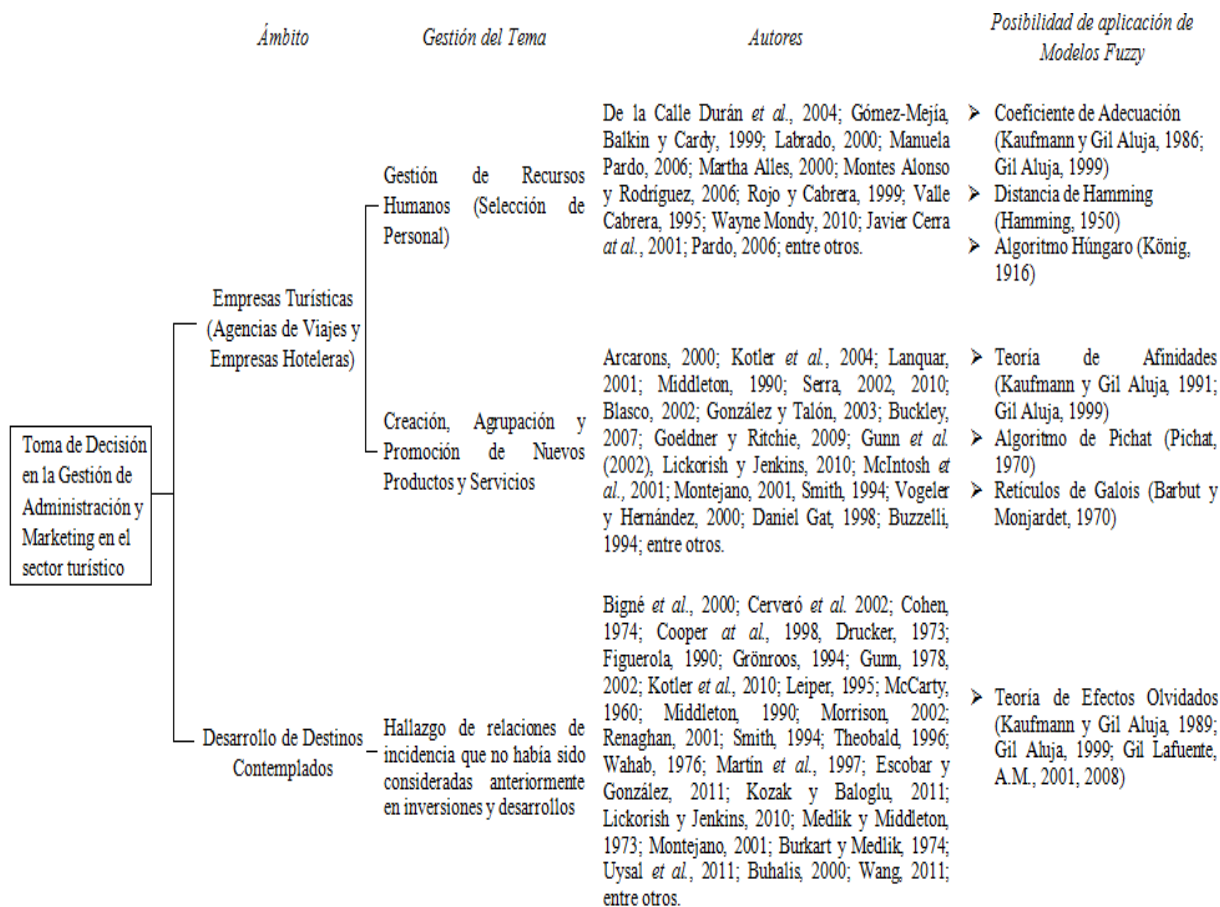 Ámbito
Gestión del Tema
Autores
Posibilidad de aplicación de
Modelos Fuzzy
Toma de Decisión
en la Gestión de
Administración y
Marketing en el
sector turístico
Empresas Turísticas
(Agencias de Viajes y
Empresas Hoteleras)
Gestión de Recursos
Humanos (Selección de
Personal)
De la Calle Durán et al., 2004; Gómez-Mejía,
Balkin y Cardy, 1999; Labrado, 2000; Manuela
Pardo, 2006; Martha Alles, 2000; Montes Alonso
y Rodríguez, 2006; Rojo y Cabrera, 1999; Valle
Cabrera, 1995; Wayne Mondy, 2010; Javier Cerra
at al., 2001; Pardo, 2006; entre otros.
➤ Coeficiente de Adecuación
(Kaufmann y Gil Aluja, 1986;
Gil Aluja, 1999)
➤ Distancia de Hamming
(Hamming, 1950)
➤ Algoritmo Húngaro (König,
1916)
Creación, Agrupación y
Promoción de Nuevos
Productos y Servicios
Arcarons, 2000; Kotler et al., 2004; Lanquar,
2001; Middleton, 1990; Serra, 2002, 2010;
Blasco, 2002; González y Talón, 2003; Buckley,
2007; Goeldner y Ritchie, 2009; Gunn et al.
(2002), Lickorish y Jenkins, 2010; McIntosh et
al., 2001; Montejano, 2001, Smith, 1994; Vogeler
y Hernández, 2000; Daniel Gat, 1998; Buzzelli,
1994; entre otros.
➤ Teoría de Afinidades
(Kaufmann y Gil Aluja, 1991;
Gil Aluja, 1999)
➤ Algoritmo de Pichat (Pichat,
1970)
➤ Retículos de Galois (Barbut y
Monjardet, 1970)
Desarrollo de Destinos
Contemplados
Hallazgo de relaciones de
incidencia que no había sido
consideradas anteriormente
en inversiones y desarrollos
Bigné et al., 2000; Cerveró et al. 2002; Cohen,
1974; Cooper at al., 1998, Drucker, 1973;
Figuerola, 1990; Grönroos, 1994; Gunn, 1978,
2002; Kotler et al., 2010; Leiper, 1995; McCarty,
1960; Middleton, 1990; Morrison, 2002;
Renaghan, 2001; Smith, 1994; Theobald, 1996;
Wahab, 1976; Martín et al., 1997; Escobar y
González, 2011; Kozak y Baloglu, 2011;
Lickorish y Jenkins, 2010; Medlik y Middleton,
1973; Montejano, 2001; Burkart y Medlik, 1974;
Uysal et al., 2011; Buhalis, 2000; Wang, 2011;
entre otros.
➤ Teoría de Efectos Olvidados
(Kaufmann y Gil Aluja, 1989;
Gil Aluja, 1999; Gil Lafuente,
A.M., 2001, 2008)